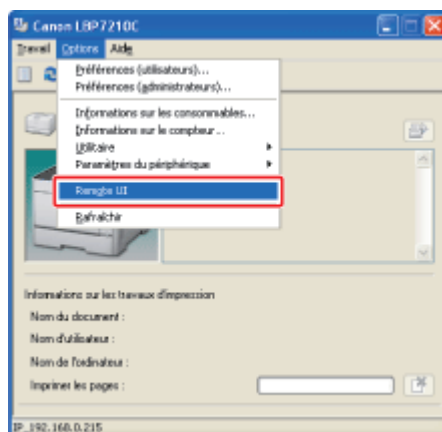 Canon LBP7210C
Travail Options Aide
Préférences (utilisateurs)...
Préférences (administrateurs)...
Informations sur les consommables...
Informations sur le compteur...
Utilitaire
Paramètres du périphérique
Remote UI
Rafraîchir
Informations sur les travaux d'impression
Nom du document :
Nom d'utilisateur :
Nom de l'ordinateur :
Imprimer les pages :
IP_192.168.0.215